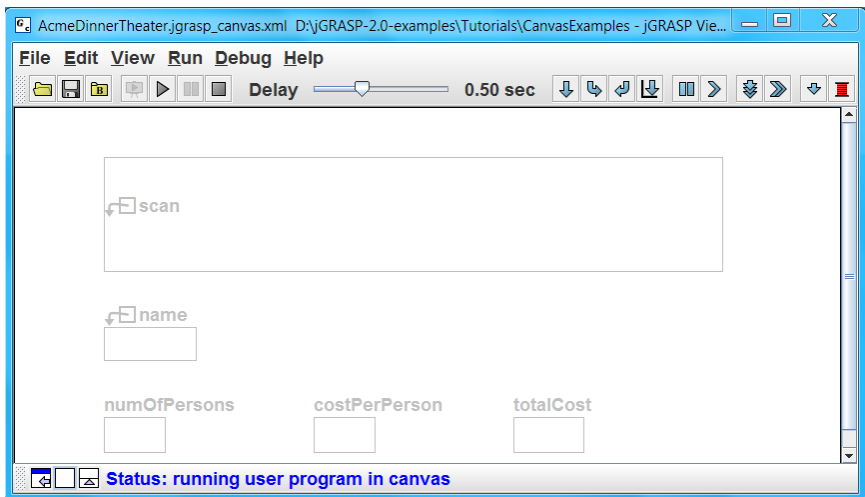 AcmeDinnerTheater.jgrasp_canvas.xml D:\jGRASP-2.0-examples\Tutorials\CanvasExamples - jGRASP Vie...
File Edit View Run Debug Help
Delay 0.50 sec
scan
name
numOfPersons costPerPerson totalCost
Status: running user program in canvas